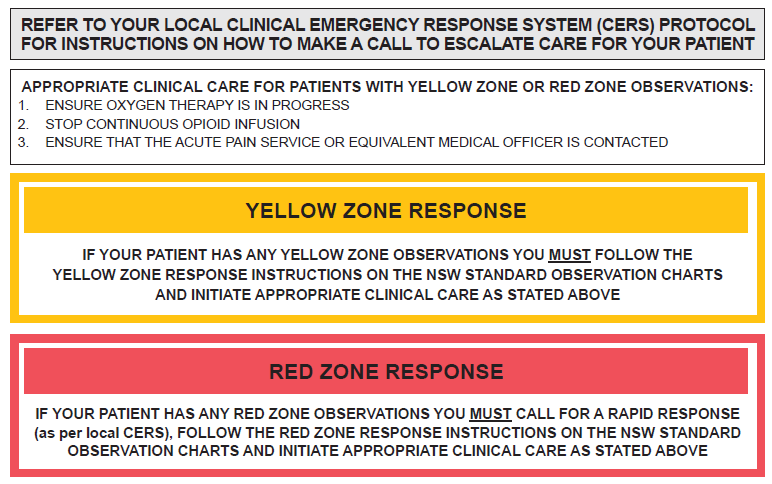 REFER TO YOUR LOCAL CLINICAL EMERGENCY RESPONSE SYSTEM (CERS) PROTOCOL
FOR INSTRUCTIONS ON HOW TO MAKE A CALL TO ESCALATE CARE FOR YOUR PATIENT
APPROPRIATE CLINICAL CARE FOR PATIENTS WITH YELLOW ZONE OR RED ZONE OBSERVATIONS:
1. ENSURE OXYGEN THERAPY IS IN PROGRESS
2. STOP CONTINUOUS OPIOID INFUSION
3. ENSURE THAT THE ACUTE PAIN SERVICE OR EQUIVALENT MEDICAL OFFICER IS CONTACTED
YELLOW ZONE RESPONSE
IF YOUR PATIENT HAS ANY YELLOW ZONE OBSERVATIONS YOU MUST FOLLOW THE
YELLOW ZONE RESPONSE INSTRUCTIONS ON THE NSW STANDARD OBSERVATION CHARTS
AND INITIATE APPROPRIATE CLINICAL CARE AS STATED ABOVE
RED ZONE RESPONSE
IF YOUR PATIENT HAS ANY RED ZONE OBSERVATIONS YOU MUST CALL FOR A RAPID RESPONSE
(as per local CERS), FOLLOW THE RED ZONE RESPONSE INSTRUCTIONS ON THE NSW STANDARD
OBSERVATION CHARTS AND INITIATE APPROPRIATE CLINICAL CARE AS STATED ABOVE